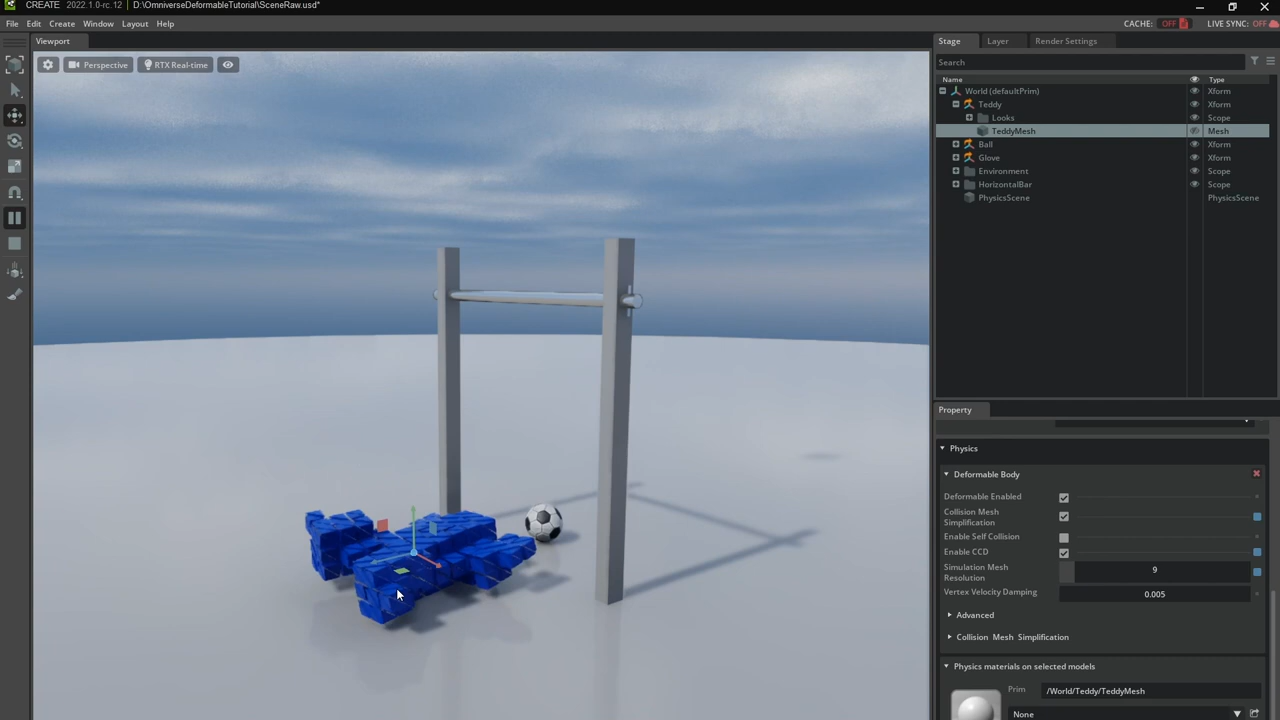 CREATE 2022.1.0-rc.12 D:\OmniverseDeformableTutorial\SceneRaw.usd*
File Edit Create Window Layout Help
CACHE: OFF LIVE SYNC: OFF
Viewport
Stage Layer Render Settings
Perspective RTX Real-time
Search
Name Type
World (defaultPrim) Xform
Teddy Xform
Looks Scope
TeddyMesh Mesh
Ball Xform
Glove Xform
Environment Scope
HorizontalBar Scope
PhysicsScene PhysicsScene
Property
Physics
Deformable Body
Deformable Enabled
Collision Mesh
Simplification
Enable Self Collision
Enable CCD
Simulation Mesh
Resolution 9
Vertex Velocity Damping 0.005
Advanced
Collision Mesh Simplification
Physics materials on selected models
Prim /World/Teddy/TeddyMesh
None